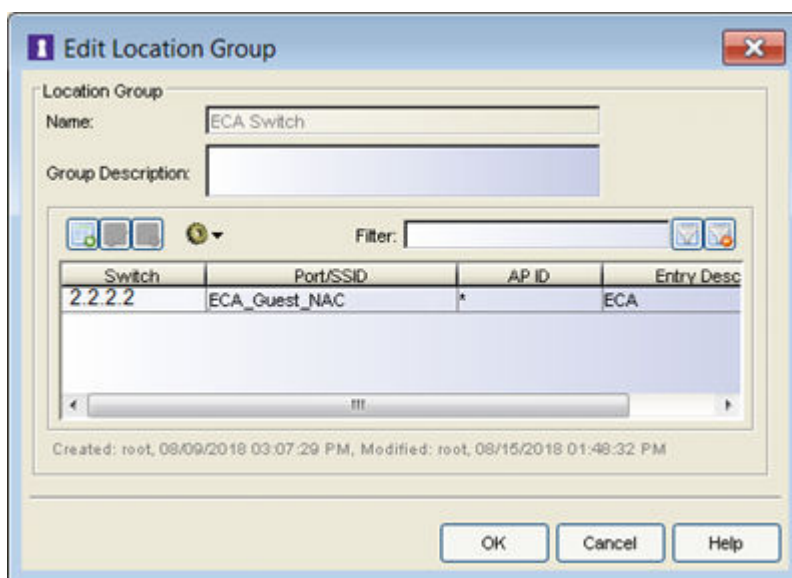 Edit Location Group
Location Group
Name: ECA Switch
Group Description:
Filter:
Switch Port/SSID AP ID Entry Desc
2.2.2.2 ECA_Guest_NAC * ECA
Created: root, 08/09/2018 03:07:29 PM, Modified: root, 08/15/2018 01:48:32 PM
OK Cancel Help